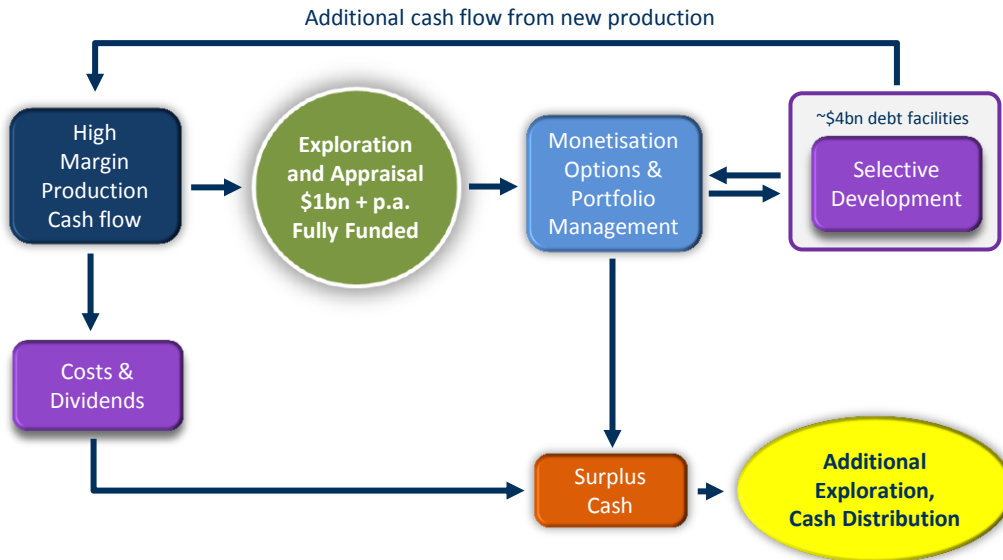 Additional cash flow from new production
High
Margin
Production
Cash flow
Exploration
and Appraisal
$1bn + p.a.
Fully Funded
Monetisation
Options &
Portfolio
Management
~$4bn debt facilities
Selective
Development
Costs &
Dividends
Surplus
Cash
Additional
Exploration,
Cash Distribution